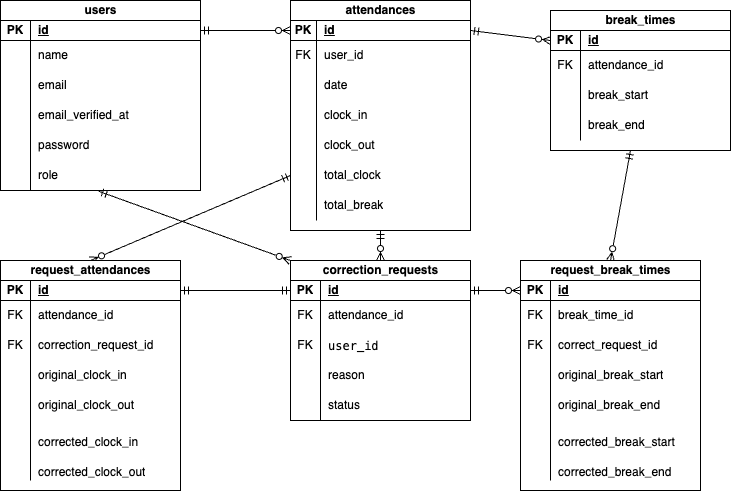 users
PK id
name
email
email_verified_at
password
role
attendances
PK id
FK user_id
date
clock_in
clock_out
total_clock
total_break
break_times
PK id
FK attendance_id
break_start
break_end
request_attendances
PK id
FK attendance_id
FK correction_request_id
original_clock_in
original_clock_out
corrected_clock_in
corrected_clock_out
correction_requests
PK id
FK attendance_id
FK user_id
reason
status
request_break_times
PK id
FK break_time_id
FK correct_request_id
original_break_start
original_break_end
corrected_break_start
corrected_break_end